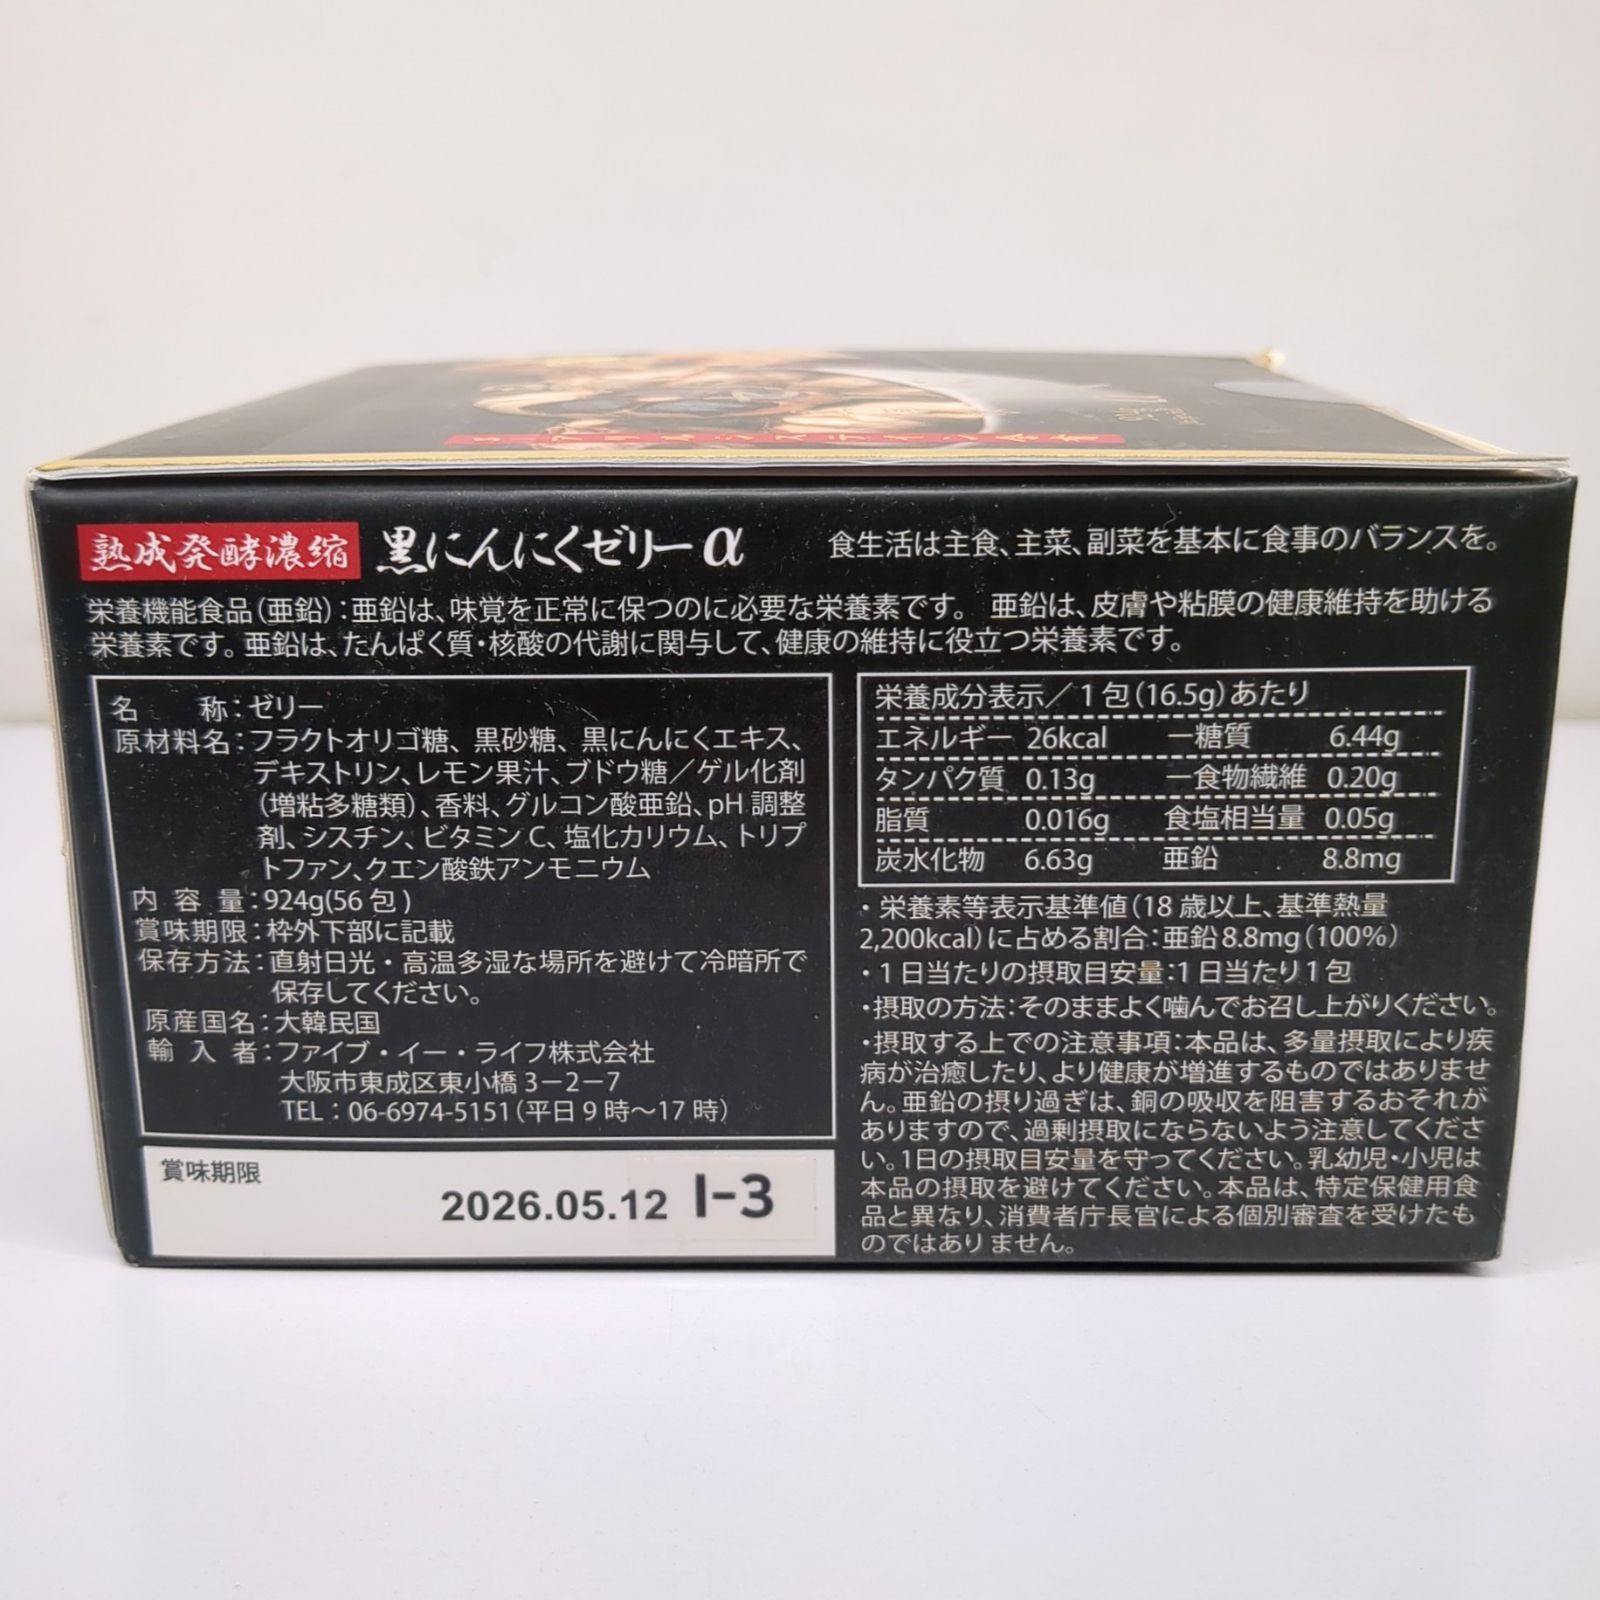 S-アリルシステイン含有
熟成発酵濃縮 黒にんにくゼリーα 食生活は主食、主菜、副菜を基本に食事のバランスを。
栄養機能食品(亜鉛):亜鉛は、味覚を正常に保つのに必要な栄養素です。 亜鉛は、皮膚や粘膜の健康維持を助ける
栄養素です。亜鉛は、たんぱく質・核酸の代謝に関与して、健康の維持に役立つ栄養素です。
名 称:ゼリー
原材料名:フラクトオリゴ糖、黒砂糖、黒にんにくエキス、
デキストリン、レモン果汁、ブドウ糖/ゲル化剤
(増粘多糖類)、香料、グルコン酸亜鉛、pH調整
剤、シスチン、ビタミンC、塩化カリウム、トリプ
トファン、クエン酸鉄アンモニウム
内容量:924g(56包)
賞味期限:枠外下部に記載
保存方法:直射日光・高温多湿な場所を避けて冷暗所で
保存してください。
原産国名:大韓民国
輸入者:ファイブ・イー・ライフ株式会社
大阪市東成区東小橋3-2-7
TEL:06-6974-5151(平日9時～17時)
賞味期限
2026.05.12 I-3
栄養成分表示/1包(16.5g)あたり
エネルギー 26kcal ー糖質 6.44g
タンパク質 0.13g ー食物繊維 0.20g
脂質 0.016g 食塩相当量 0.05g
炭水化物 6.63g 亜鉛 8.8mg
・栄養素等表示基準値(18歳以上、基準熱量
2,200kcal)に占める割合:亜鉛8.8mg(100%)
・1日当たりの摂取目安量:1日当たり1包
・摂取の方法:そのままよく噛んでお召し上がりください。
・摂取する上での注意事項:本品は、多量摂取により疾
病が治癒したり、より健康が増進するものではありませ
ん。亜鉛の摂り過ぎは、銅の吸収を阻害するおそれが
ありますので、過剰摂取にならないよう注意してくださ
い。1日の摂取目安量を守ってください。乳幼児・小児は
本品の摂取を避けてください。本品は、特定保健用食
品と異なり、消費者庁長官による個別審査を受けたも
のではありません。